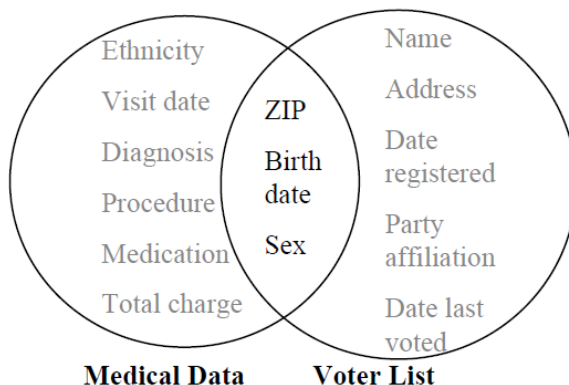 Ethnicity
Visit date
Diagnosis
Procedure
Medication
Total charge
ZIP
Birth
date
Sex
Name
Address
Date
registered
Party
affiliation
Date last
voted
Medical Data
Voter List